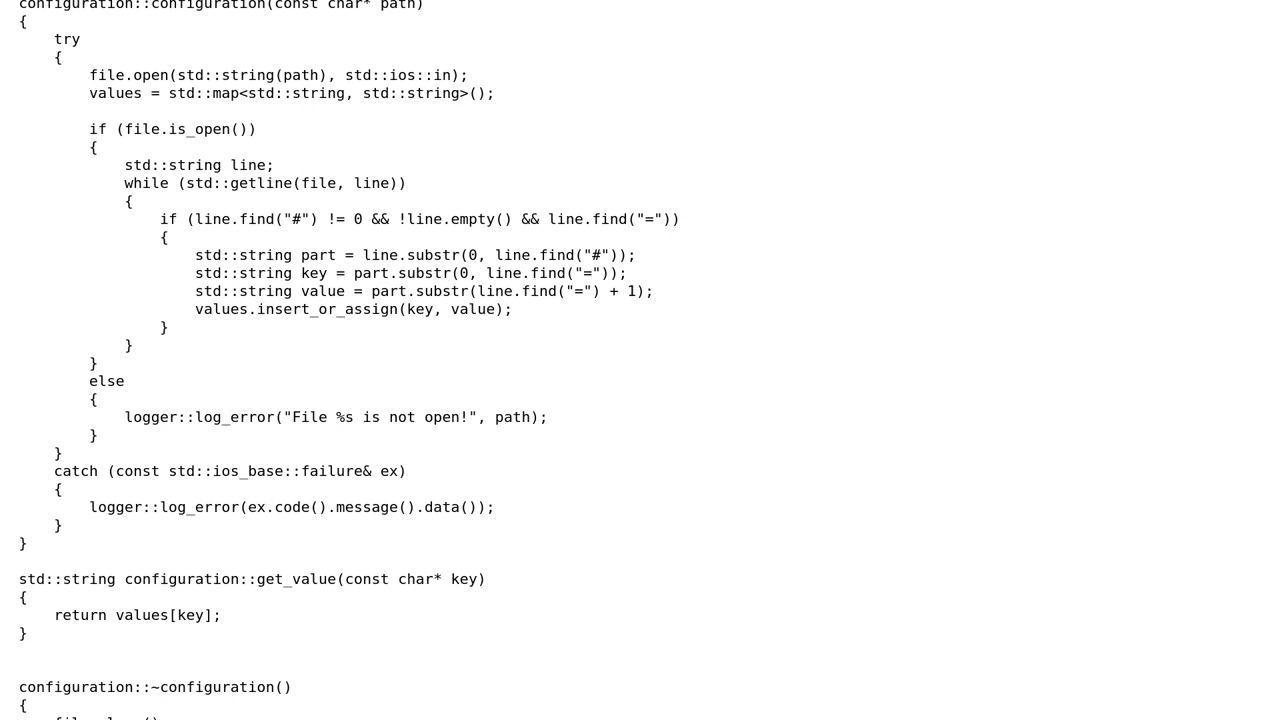 configuration::configuration(const char* path)
{
    try
    {
        file.open(std::string(path), std::ios::in);
        values = std::map<std::string, std::string>();

        if (file.is_open())
        {
            std::string line;
            while (std::getline(file, line))
            {
                if (line.find("#") != 0 && !line.empty() && line.find("="))
                {
                    std::string part = line.substr(0, line.find("#"));
                    std::string key = part.substr(0, line.find("="));
                    std::string value = part.substr(line.find("=") + 1);
                    values.insert_or_assign(key, value);
                }
            }
        }
        else
        {
            logger::log_error("File %s is not open!", path);
        }
    }
    catch (const std::ios_base::failure& ex)
    {
        logger::log_error(ex.code().message().data());
    }
}

std::string configuration::get_value(const char* key)
{
    return values[key];
}


configuration::~configuration()
{